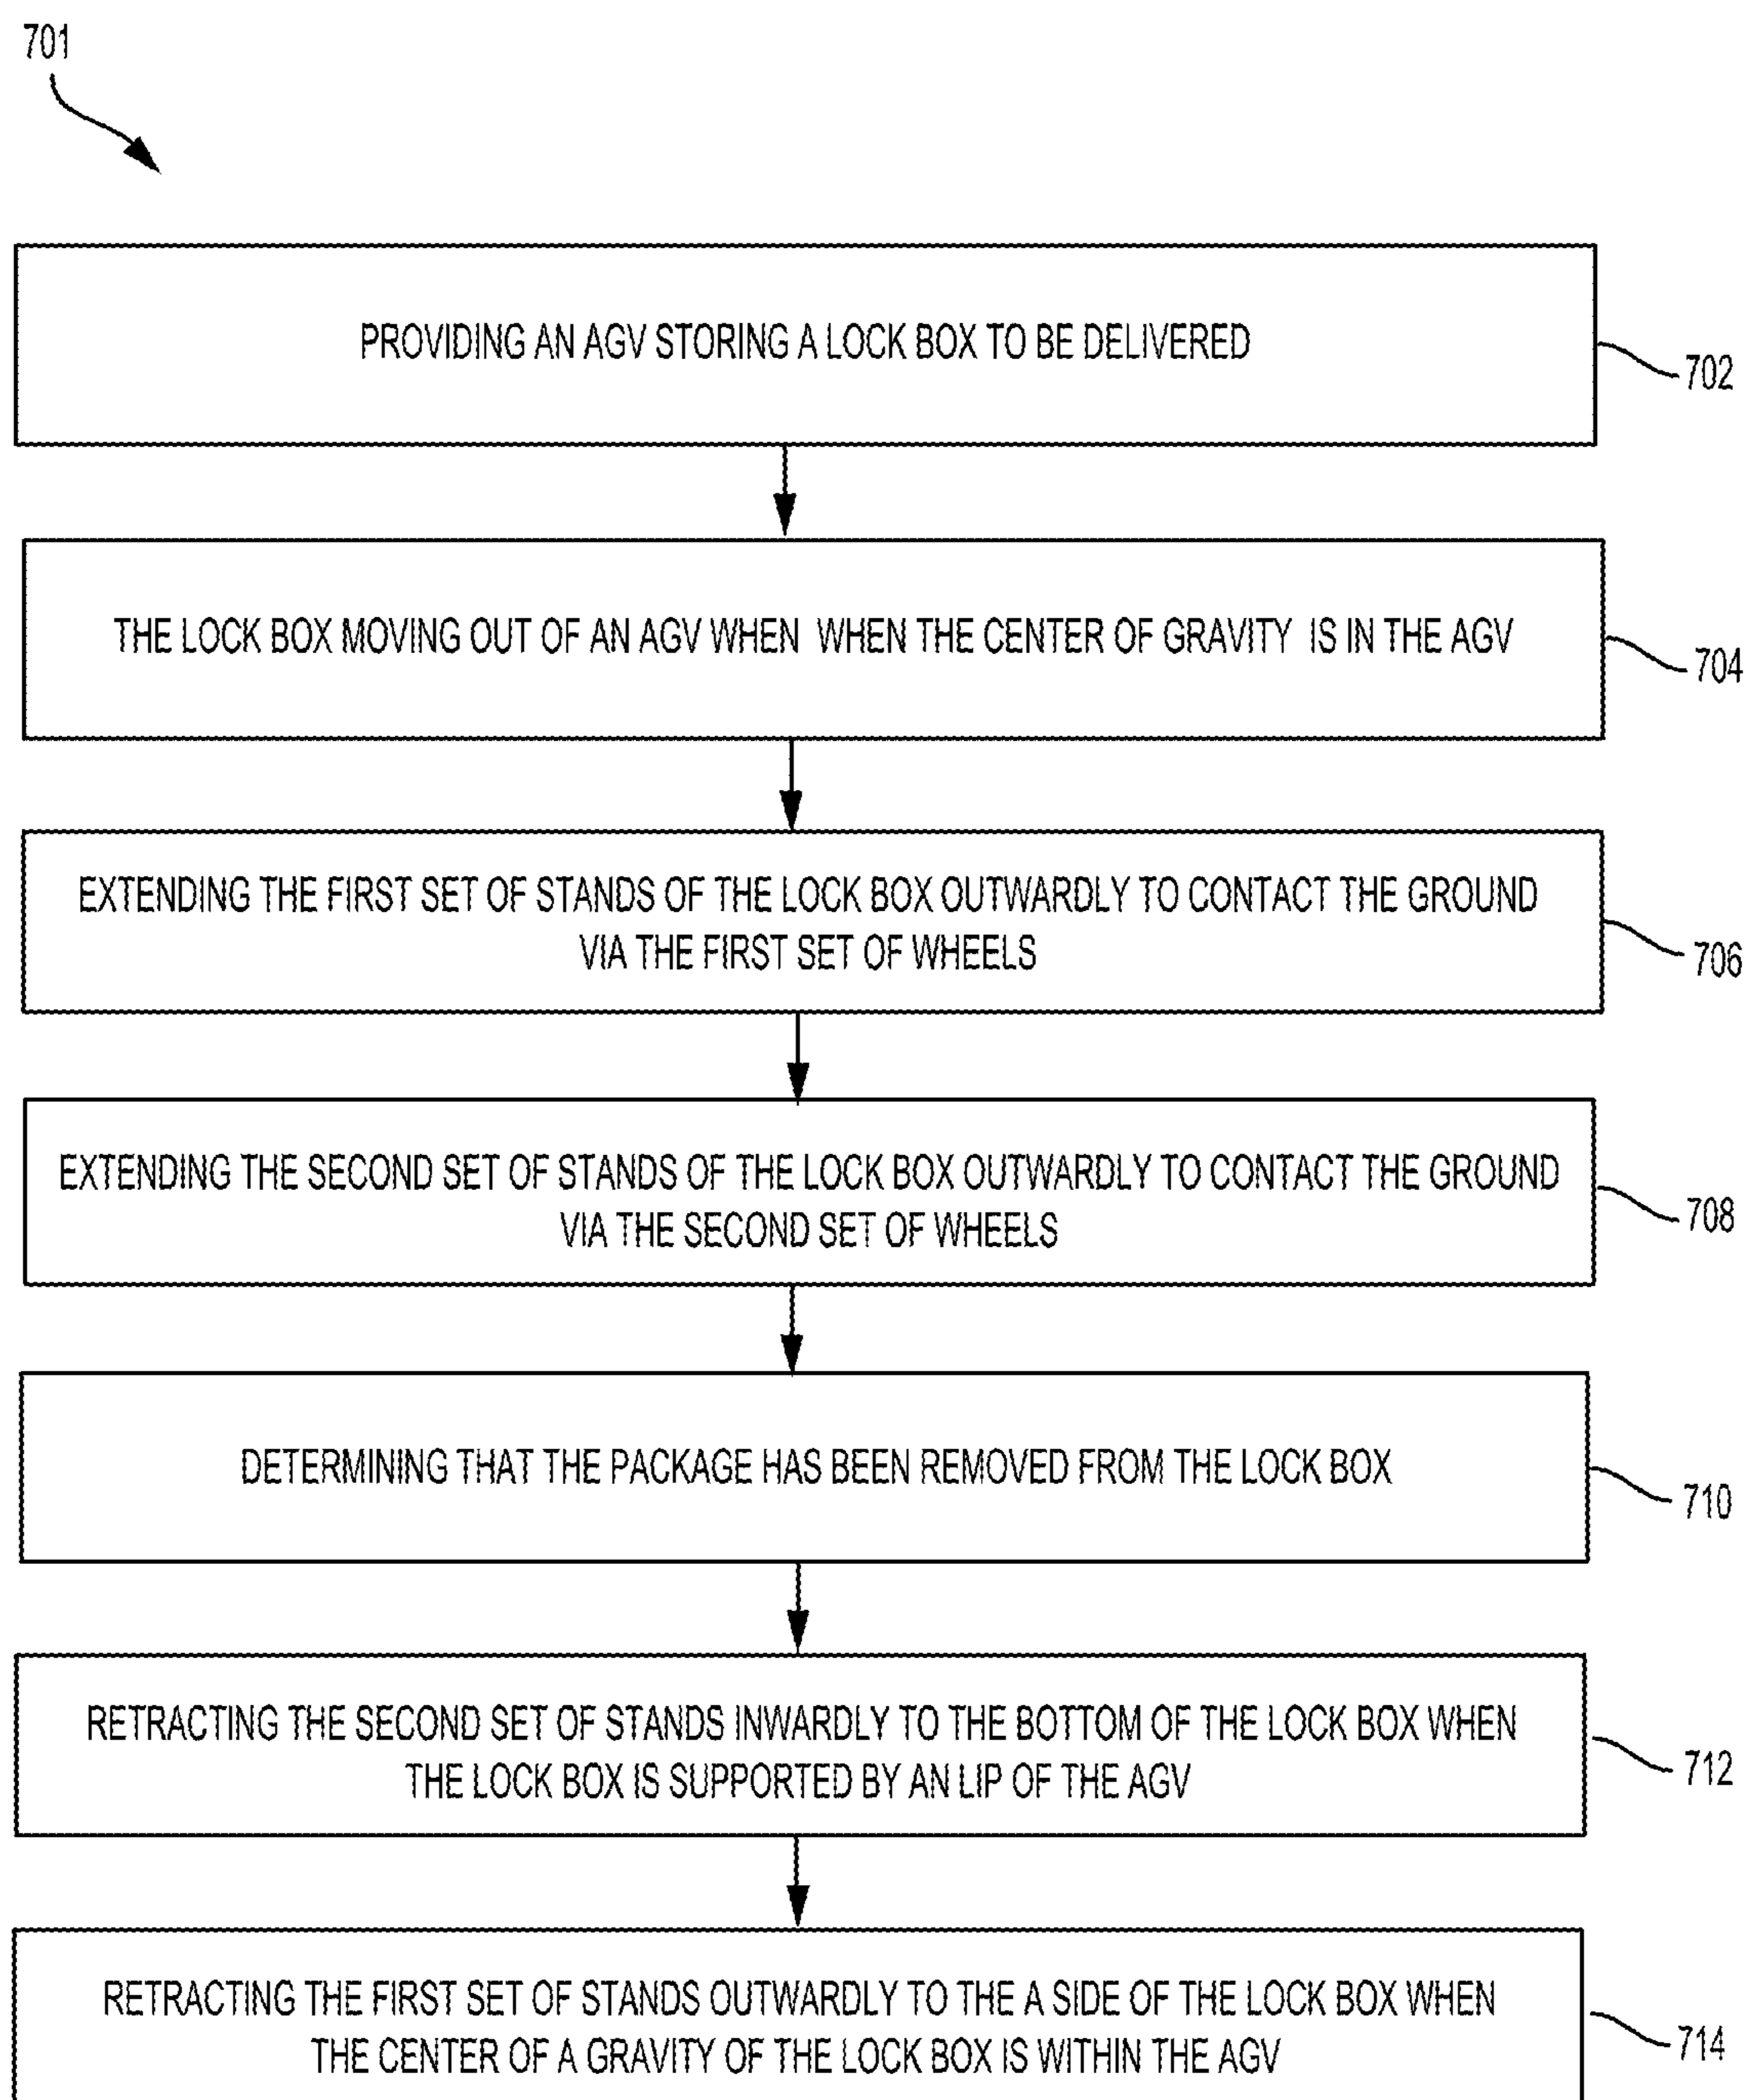 701
PROVIDING AN AGV STORING A LOCK BOX TO BE DELIVERED
702
THE LOCK BOX MOVING OUT OF AN AGV WHEN WHEN THE CENTER OF GRAVITY IS IN THE AGV
704
EXTENDING THE FIRST SET OF STANDS OF THE LOCK BOX OUTWARDLY TO CONTACT THE GROUND
VIA THE FIRST SET OF WHEELS
706
EXTENDING THE SECOND SET OF STANDS OF THE LOCK BOX OUTWARDLY TO CONTACT THE GROUND
VIA THE SECOND SET OF WHEELS
708
DETERMINING THAT THE PACKAGE HAS BEEN REMOVED FROM THE LOCK BOX
710
RETRACTING THE SECOND SET OF STANDS INWARDLY TO THE BOTTOM OF THE LOCK BOX WHEN
THE LOCK BOX IS SUPPORTED BY AN LIP OF THE AGV
712
RETRACTING THE FIRST SET OF STANDS OUTWARDLY TO THE A SIDE OF THE LOCK BOX WHEN
THE CENTER OF A GRAVITY OF THE LOCK BOX IS WITHIN THE AGV
714